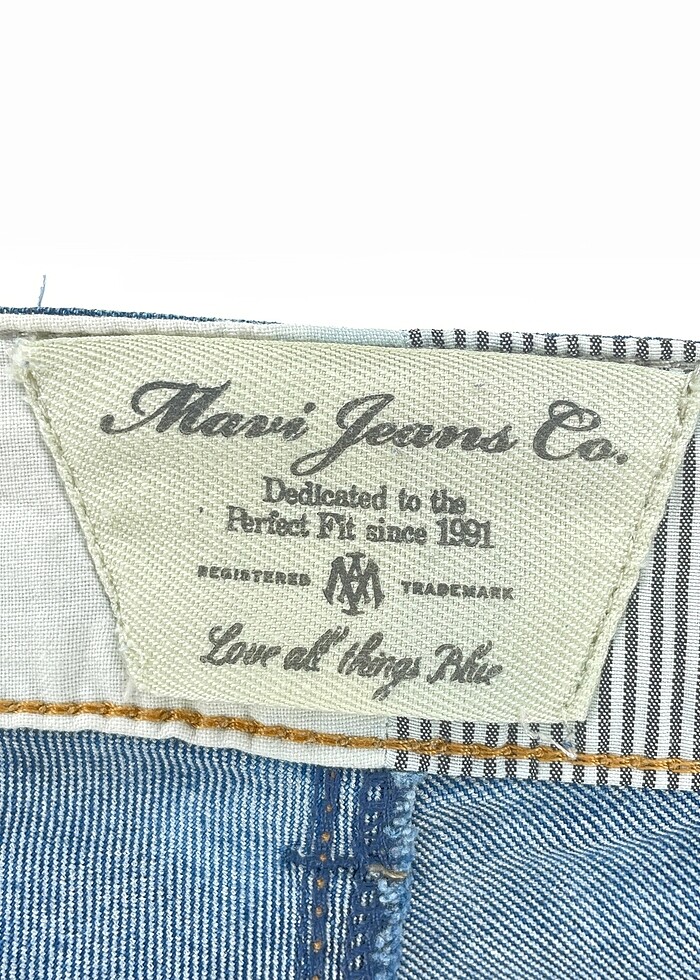 Mavi Jeans Co.
Dedicated to the
Perfect Fit since 1991
REGISTERED M TRADEMARK
Love all things Blue